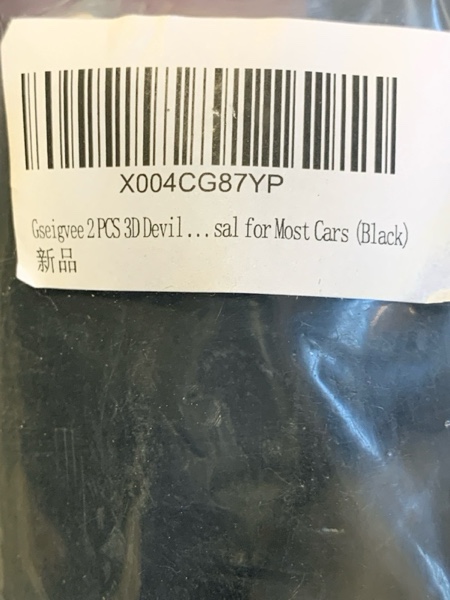 X004CG87YP
Gseigvee 2 PCS 3D Devil...sal for Most Cars (Black)
新品